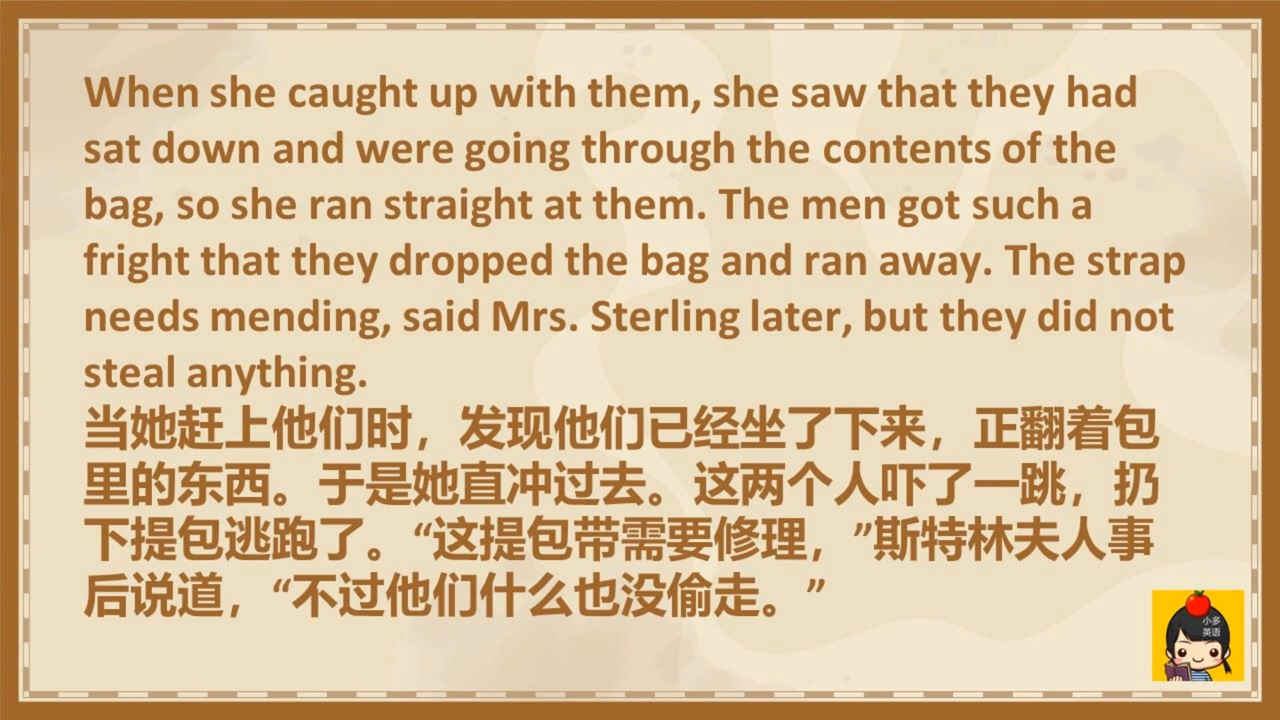 When she caught up with them, she saw that they had
sat down and were going through the contents of the
bag, so she ran straight at them. The men got such a
fright that they dropped the bag and ran away. The strap
needs mending, said Mrs. Sterling later, but they did not
steal anything.
当她赶上他们时，发现他们已经坐了下来，正翻着包
里的东西。于是她直冲过去。这两个人吓了一跳，扔
下提包逃跑了。“这提包带需要修理，”斯特林夫人事
后说道，“不过他们什么也没偷走。”
小多
英语